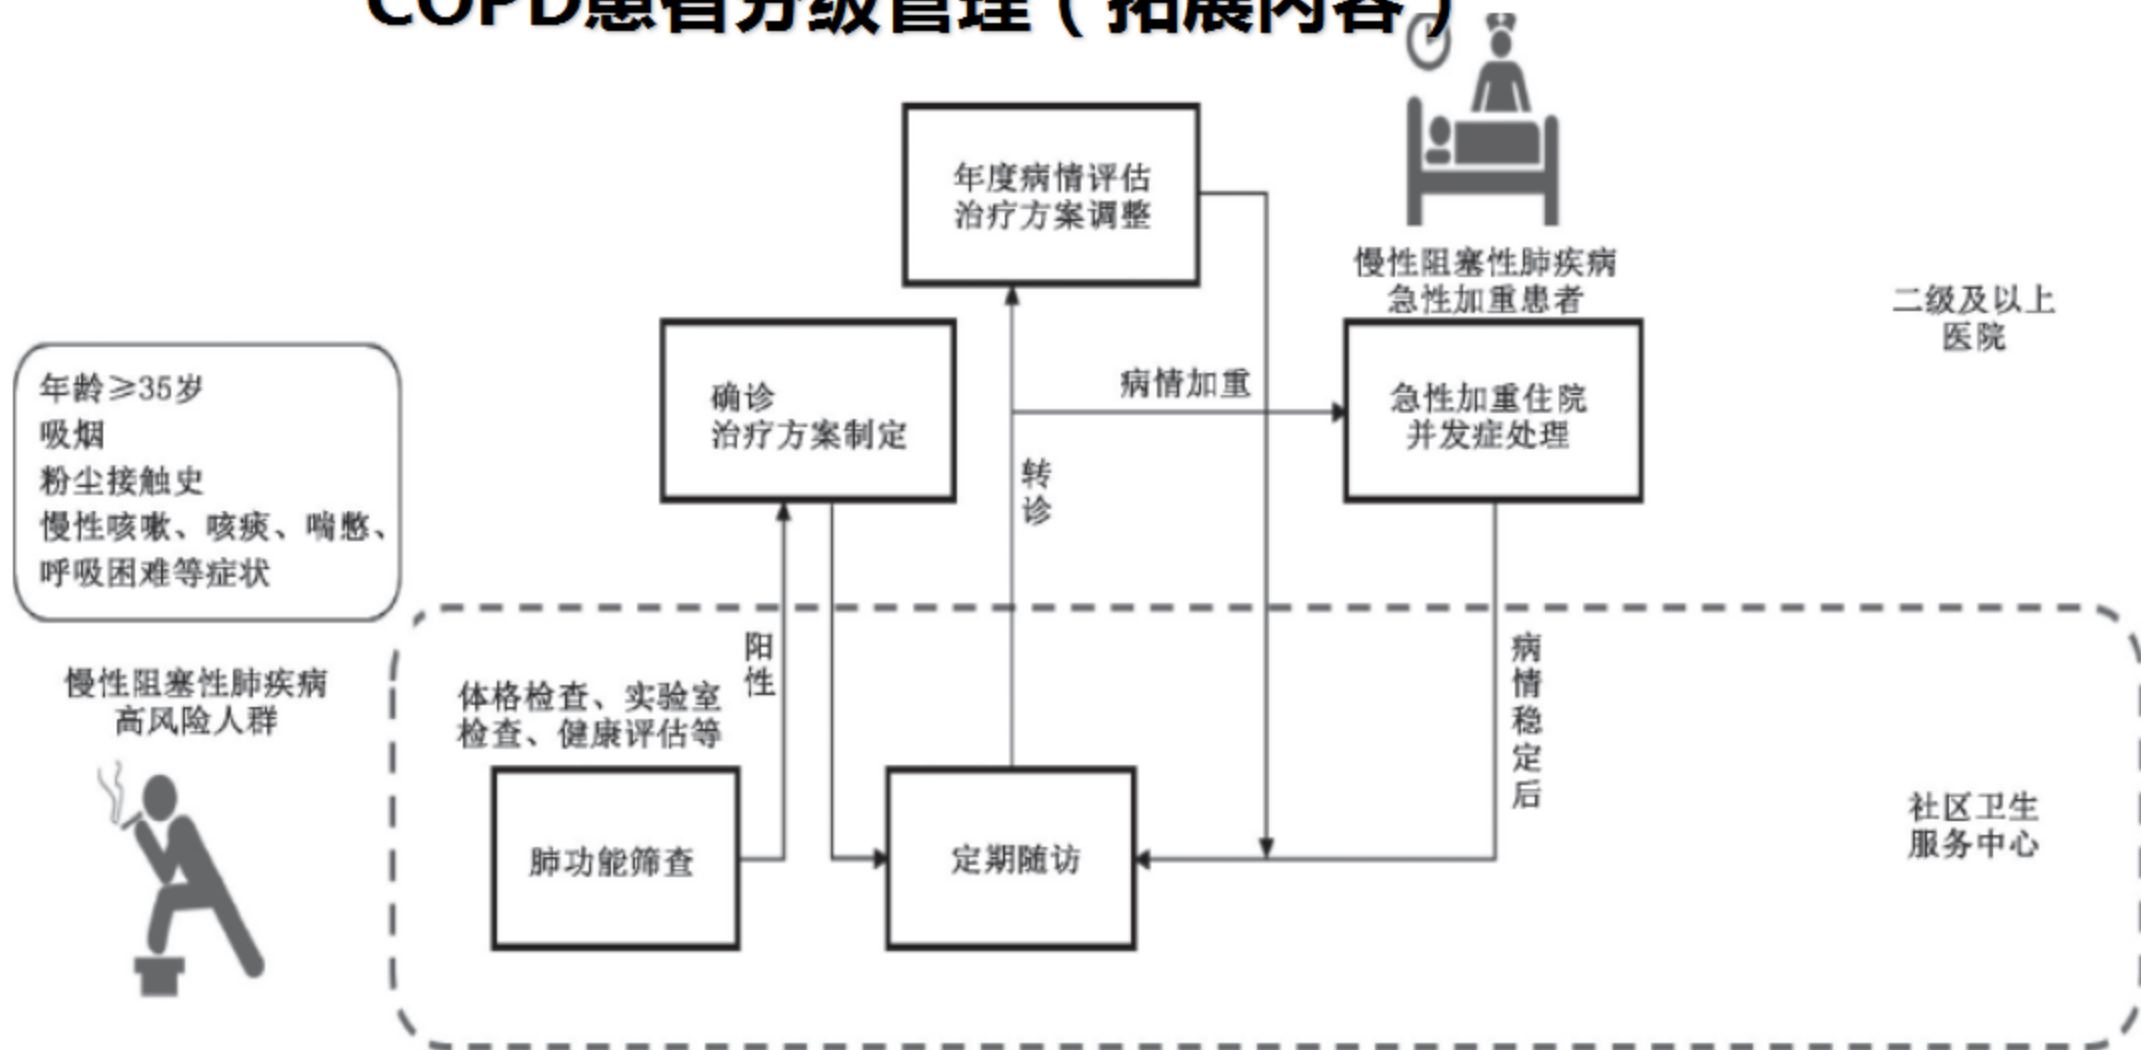 COPD患者分级管理（拓展内容）
年度病情评估
治疗方案调整
慢性阻塞性肺疾病
急性加重患者
二级及以上
医院
年龄≥35岁
吸烟
粉尘接触史
慢性咳嗽、咳痰、喘憋、
呼吸困难等症状
确诊
治疗方案制定
病情加重
急性加重住院
并发症处理
转诊
慢性阻塞性肺疾病
高风险人群
体格检查、实验室
检查、健康评估等
阳性
病情稳定后
肺功能筛查
定期随访
社区卫生
服务中心